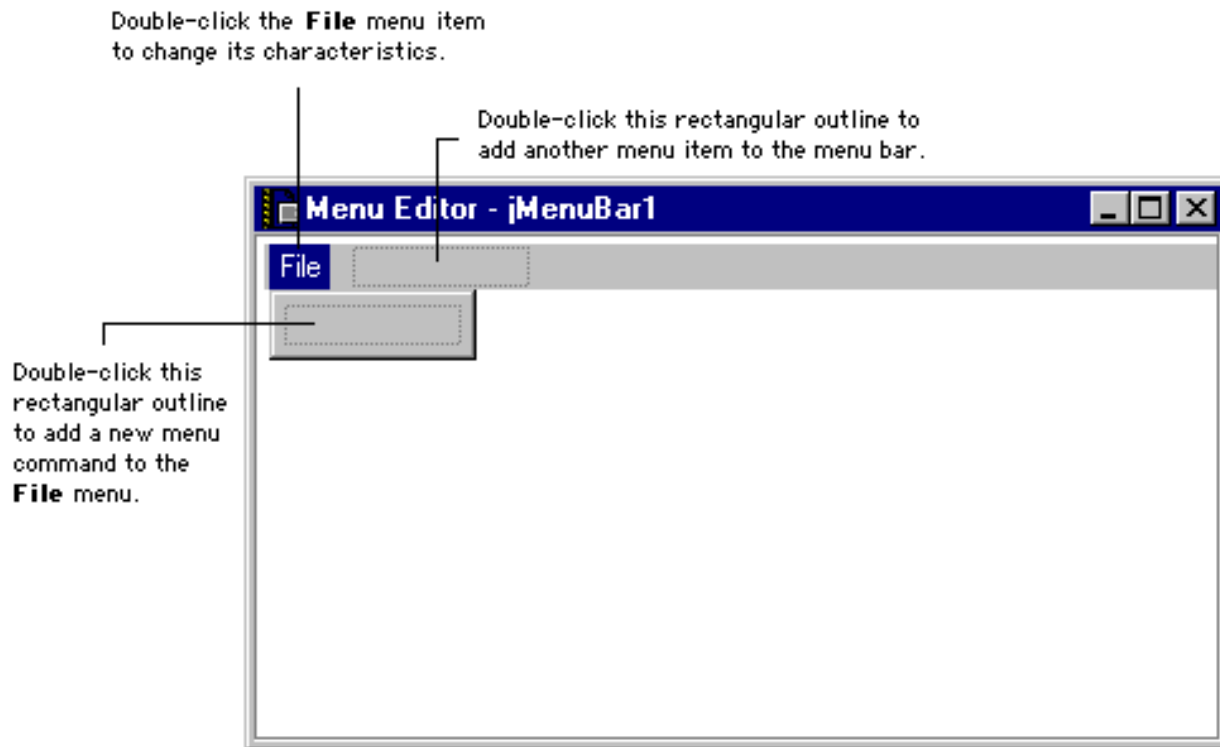 Double-click the File menu item
to change its characteristics.
Double-click this rectangular outline to
add another menu item to the menu bar.
Menu Editor - jMenuBar1
File
Double-click this
rectangular outline
to add a new menu
command to the
File menu.